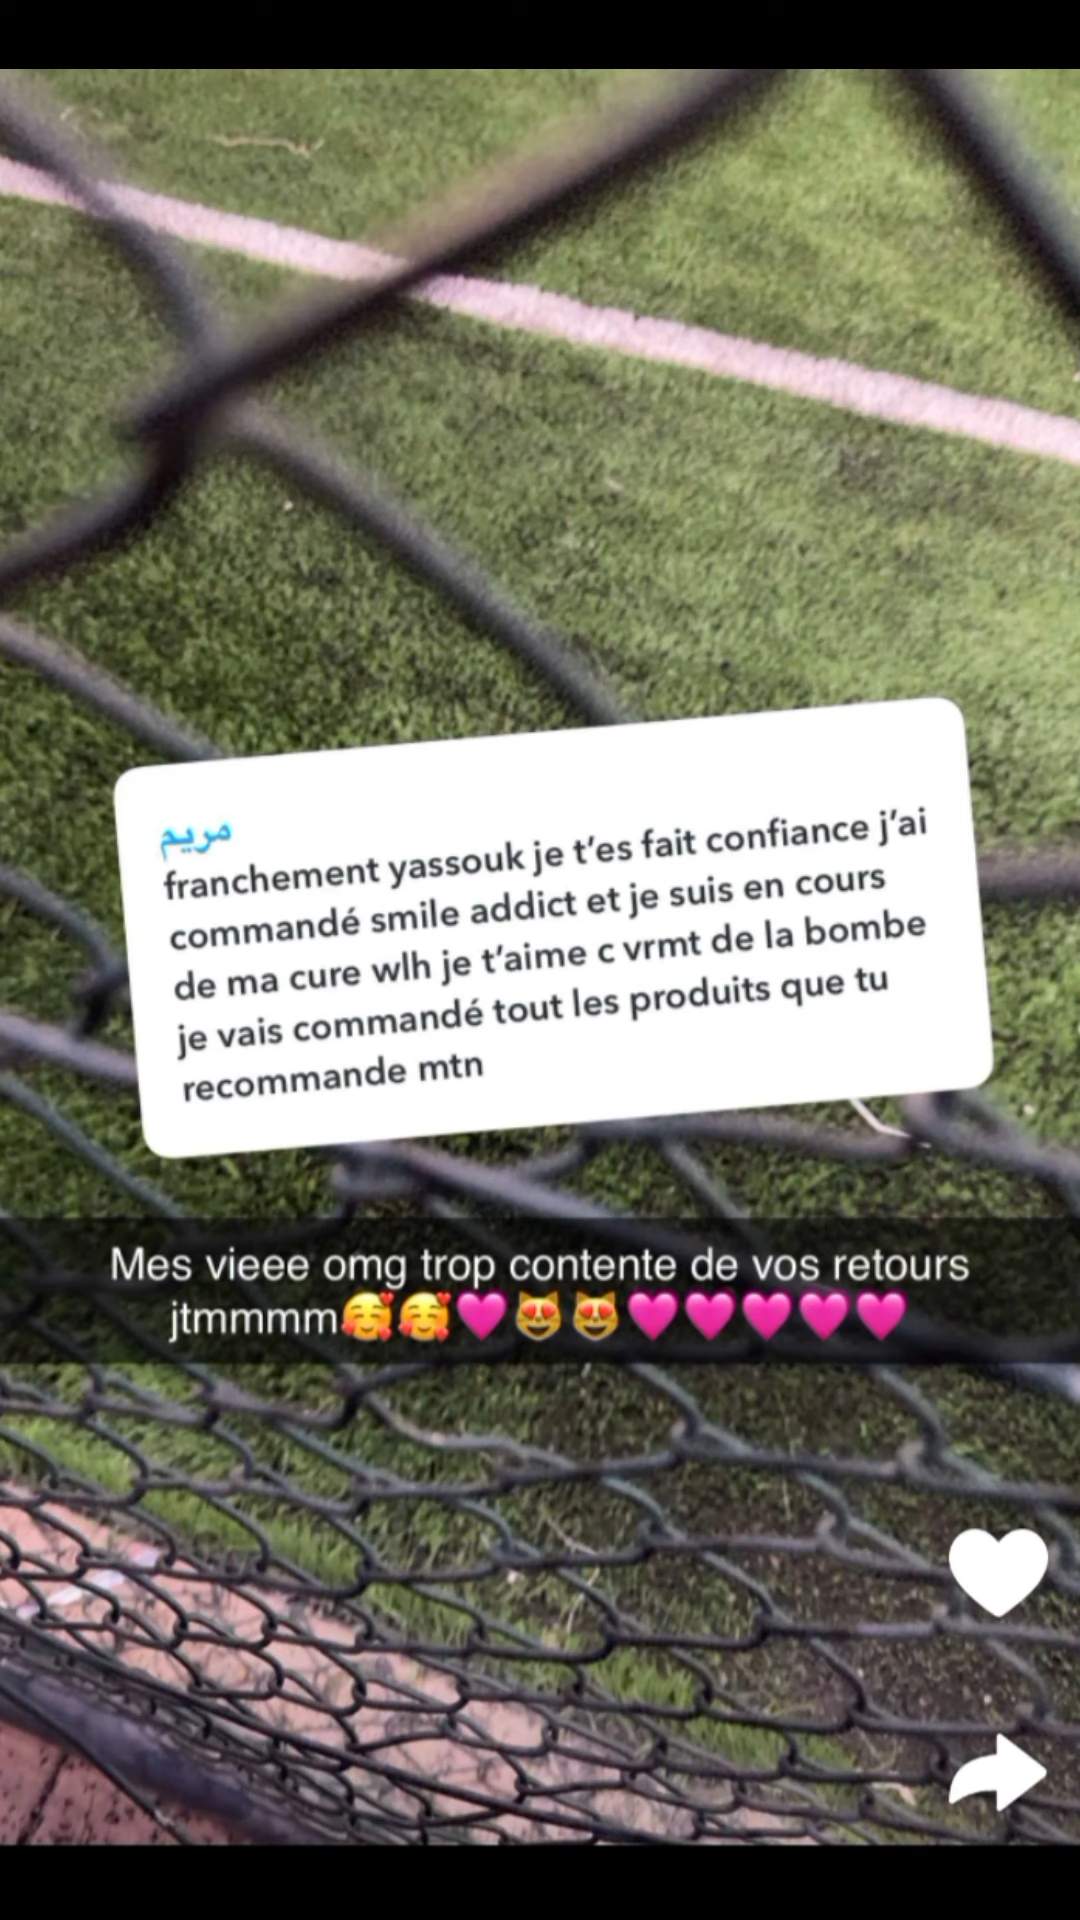 مريم
franchement yassouk je t’es fait confiance j’ai
commandé smile addict et je suis en cours
de ma cure wlh je t’aime c vrmt de la bombe
je vais commandé tout les produits que tu
recommande mtn
Mes vieee omg trop contente de vos retours
jtmmmm🥰🥰💗😻😻💗💗💗💗💗